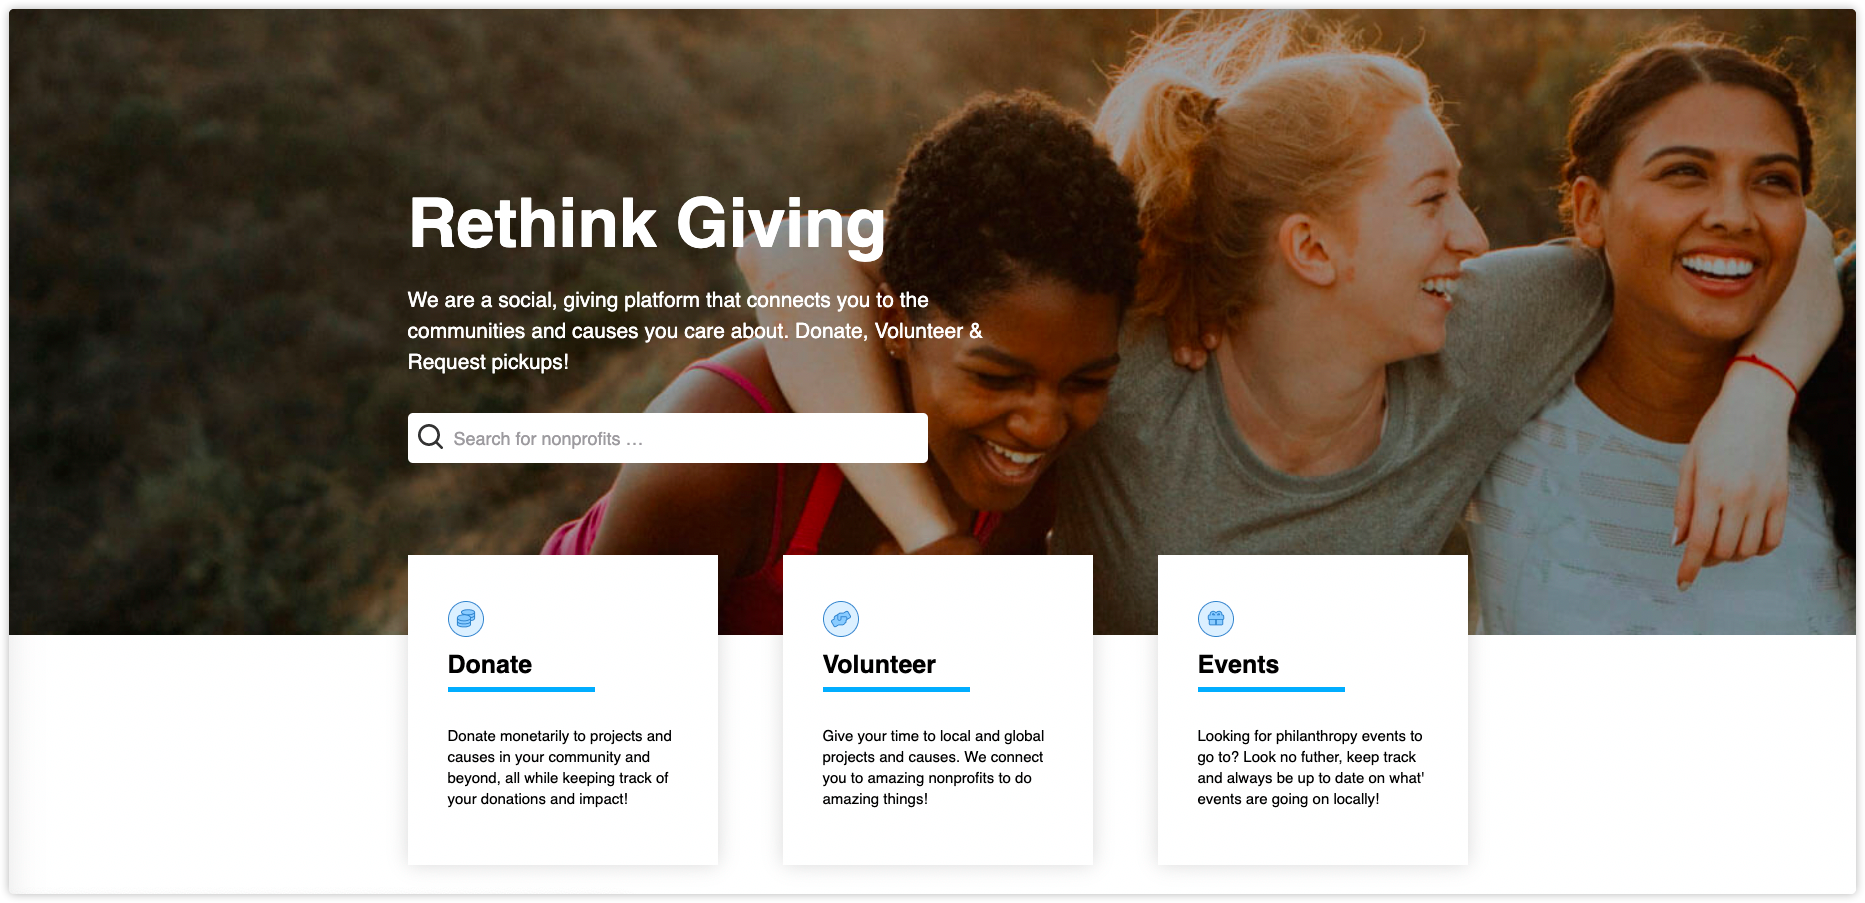 Rethink Giving
We are a social, giving platform that connects you to the
communities and causes you care about. Donate, Volunteer &
Request pickups!
Search for nonprofits ...
Donate
Donate monetarily to projects and
causes in your community and
beyond, all while keeping track of
your donations and impact!
Volunteer
Give your time to local and global
projects and causes. We connect
you to amazing nonprofits to do
amazing things!
Events
Looking for philanthropy events to
go to? Look no futher, keep track
and always be up to date on what'
events are going on locally!